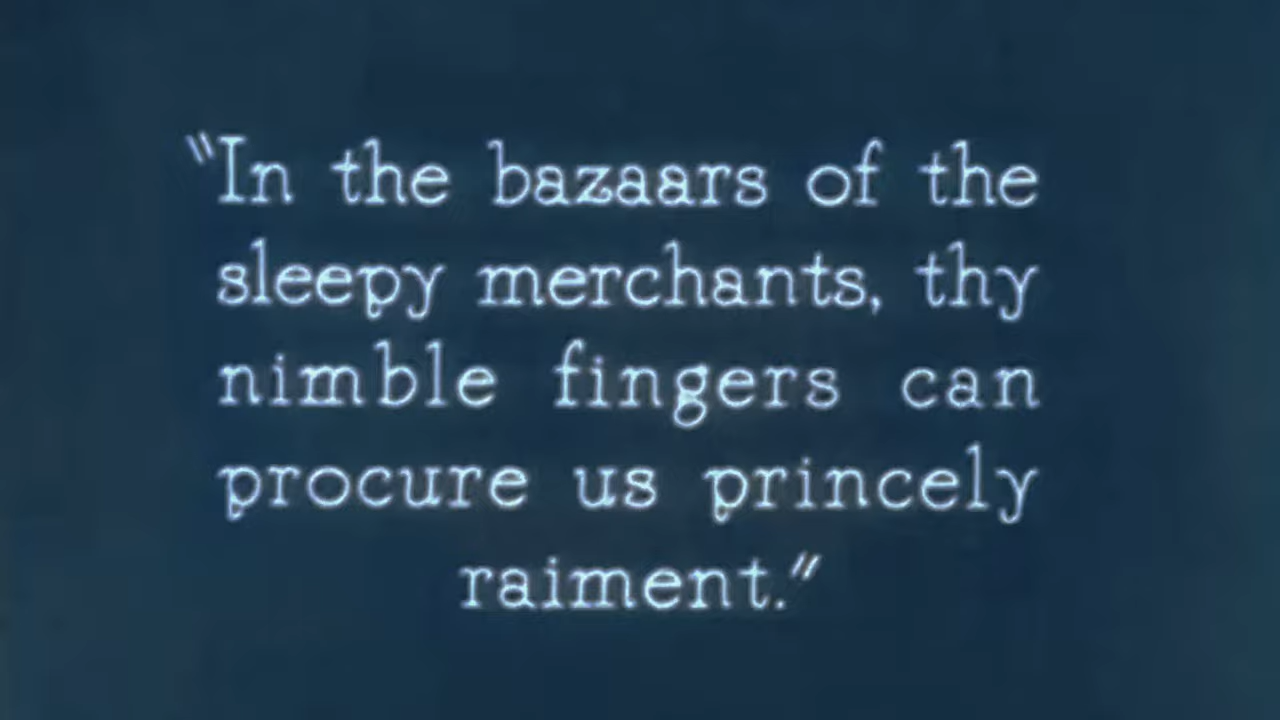 "In the bazaars of the
sleepy merchants, thy
nimble fingers can
procure us princely
raiment."